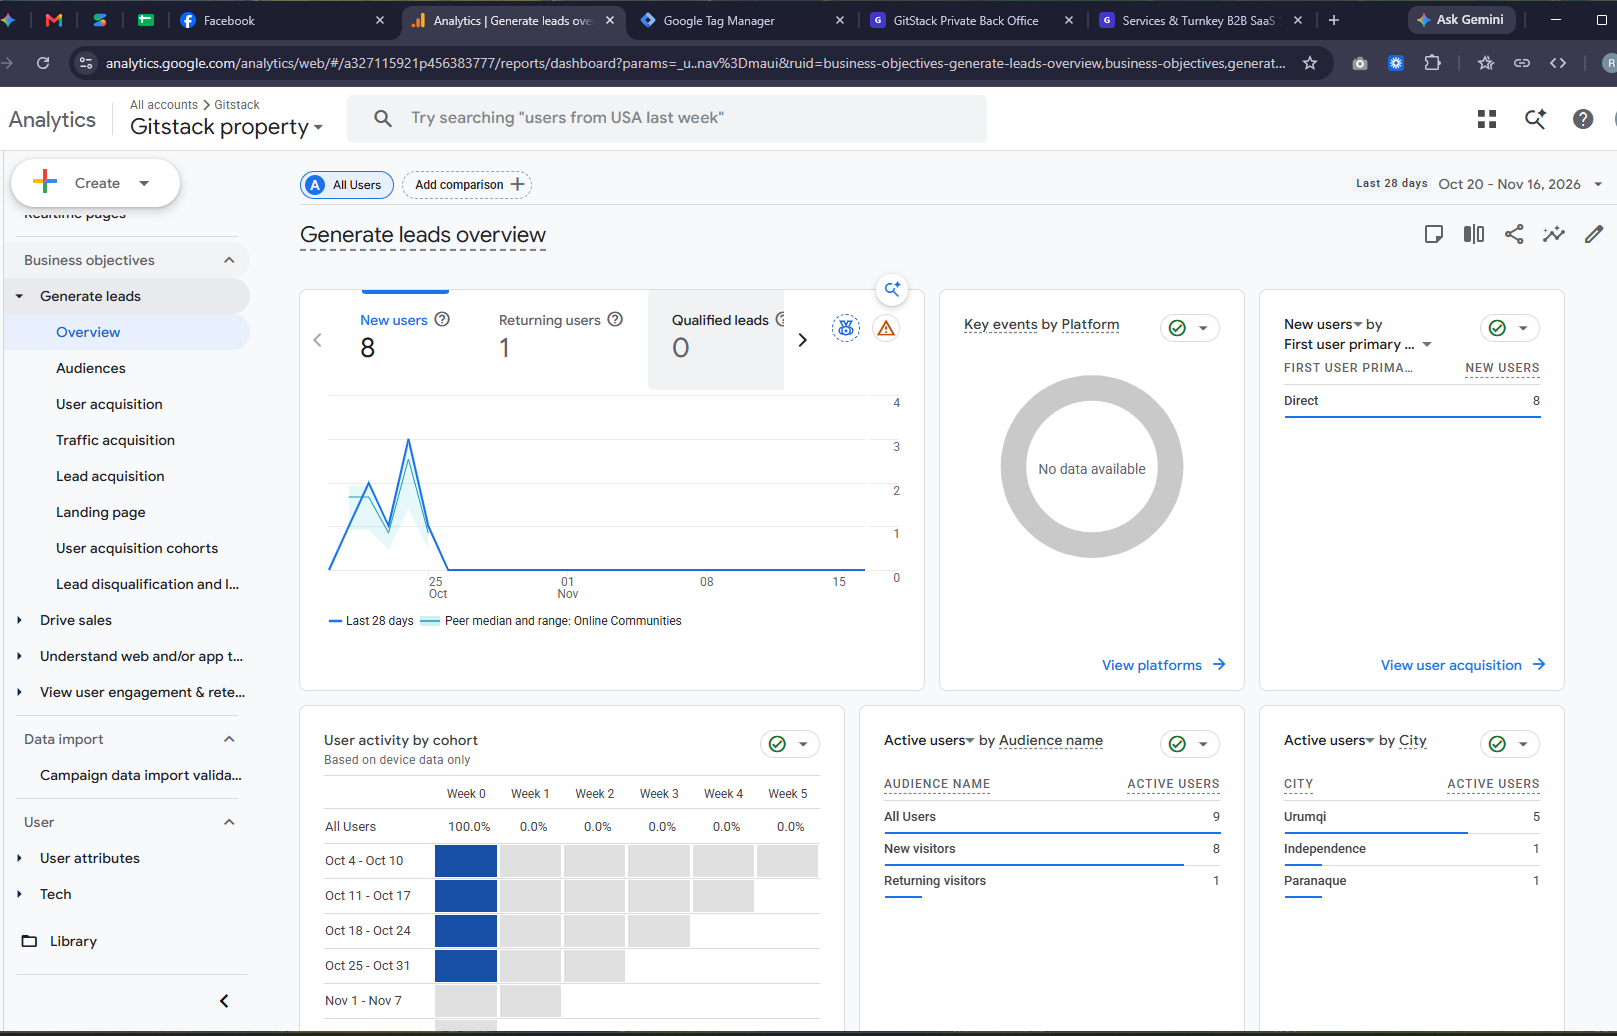 Facebook
Analytics | Generate leads ove
Google Tag Manager
GitStack Private Back Office
Services & Turnkey B2B SaaS
Ask Gemini
analytics.google.com/analytics/web/#/a327115921p456383777/reports/dashboard?params=_u..nav%3Dmaui&ruid=business-objectives-generate-leads-overview,business-objectives,generat...
Analytics
All accounts > Gitstack
Gitstack property
Try searching "users from USA last week"
Create
Realtime pages
Business objectives
Generate leads
Overview
Audiences
User acquisition
Traffic acquisition
Lead acquisition
Landing page
User acquisition cohorts
Lead disqualification and l...
Drive sales
Understand web and/or app t...
View user engagement & rete...
Data import
Campaign data import valida...
User
User attributes
Tech
Library
A All Users
Add comparison +
Last 28 days Oct 20 - Nov 16, 2026
Generate leads overview
New users
8
Returning users
1
Qualified leads
0
4
3
2
1
0
25
Oct
01
Nov
08
15
Last 28 days
Peer median and range: Online Communities
Key events by Platform
No data available
View platforms
New users by
First user primary ...
FIRST USER PRIMA... NEW USERS
Direct 8
View user acquisition
User activity by cohort
Based on device data only
Week 0 Week 1 Week 2 Week 3 Week 4 Week 5
All Users 100.0% 0.0% 0.0% 0.0% 0.0% 0.0%
Oct 4 - Oct 10
Oct 11 - Oct 17
Oct 18 - Oct 24
Oct 25 - Oct 31
Nov 1 - Nov 7
Active users by Audience name
AUDIENCE NAME ACTIVE USERS
All Users 9
New visitors 8
Returning visitors 1
Active users by City
CITY ACTIVE USERS
Urumqi 5
Independence 1
Paranaque 1